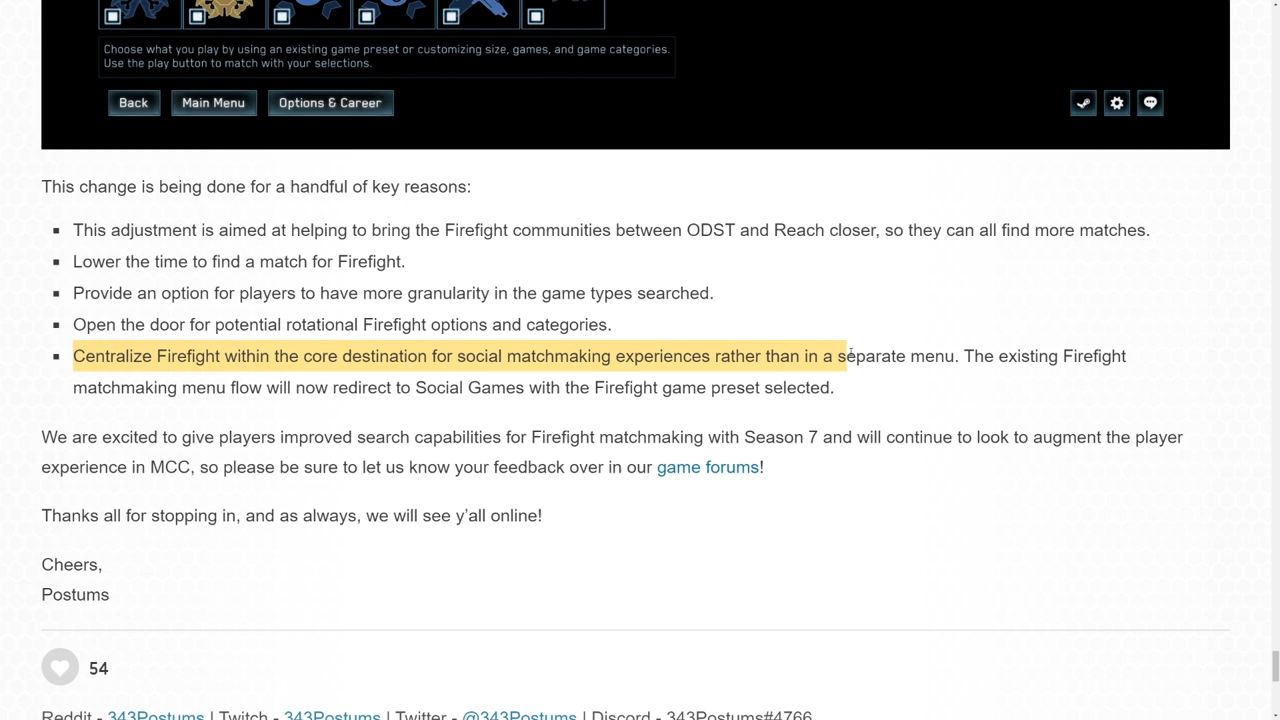 Choose what you play by using an existing game preset or customizing size, games, and game categories.
Use the play button to match with your selections.
Back Main Menu Options & Career
This change is being done for a handful of key reasons:
▪ This adjustment is aimed at helping to bring the Firefight communities between ODST and Reach closer, so they can all find more matches.
▪ Lower the time to find a match for Firefight.
▪ Provide an option for players to have more granularity in the game types searched.
▪ Open the door for potential rotational Firefight options and categories.
▪ Centralize Firefight within the core destination for social matchmaking experiences rather than in a separate menu. The existing Firefight
matchmaking menu flow will now redirect to Social Games with the Firefight game preset selected.
We are excited to give players improved search capabilities for Firefight matchmaking with Season 7 and will continue to look to augment the player
experience in MCC, so please be sure to let us know your feedback over in our game forums!
Thanks all for stopping in, and as always, we will see y’all online!
Cheers,
Postums
54
Reddit - 343Postums | Twitch - 343Postums | Twitter - @343Postums | Discord - 343Postums#4766